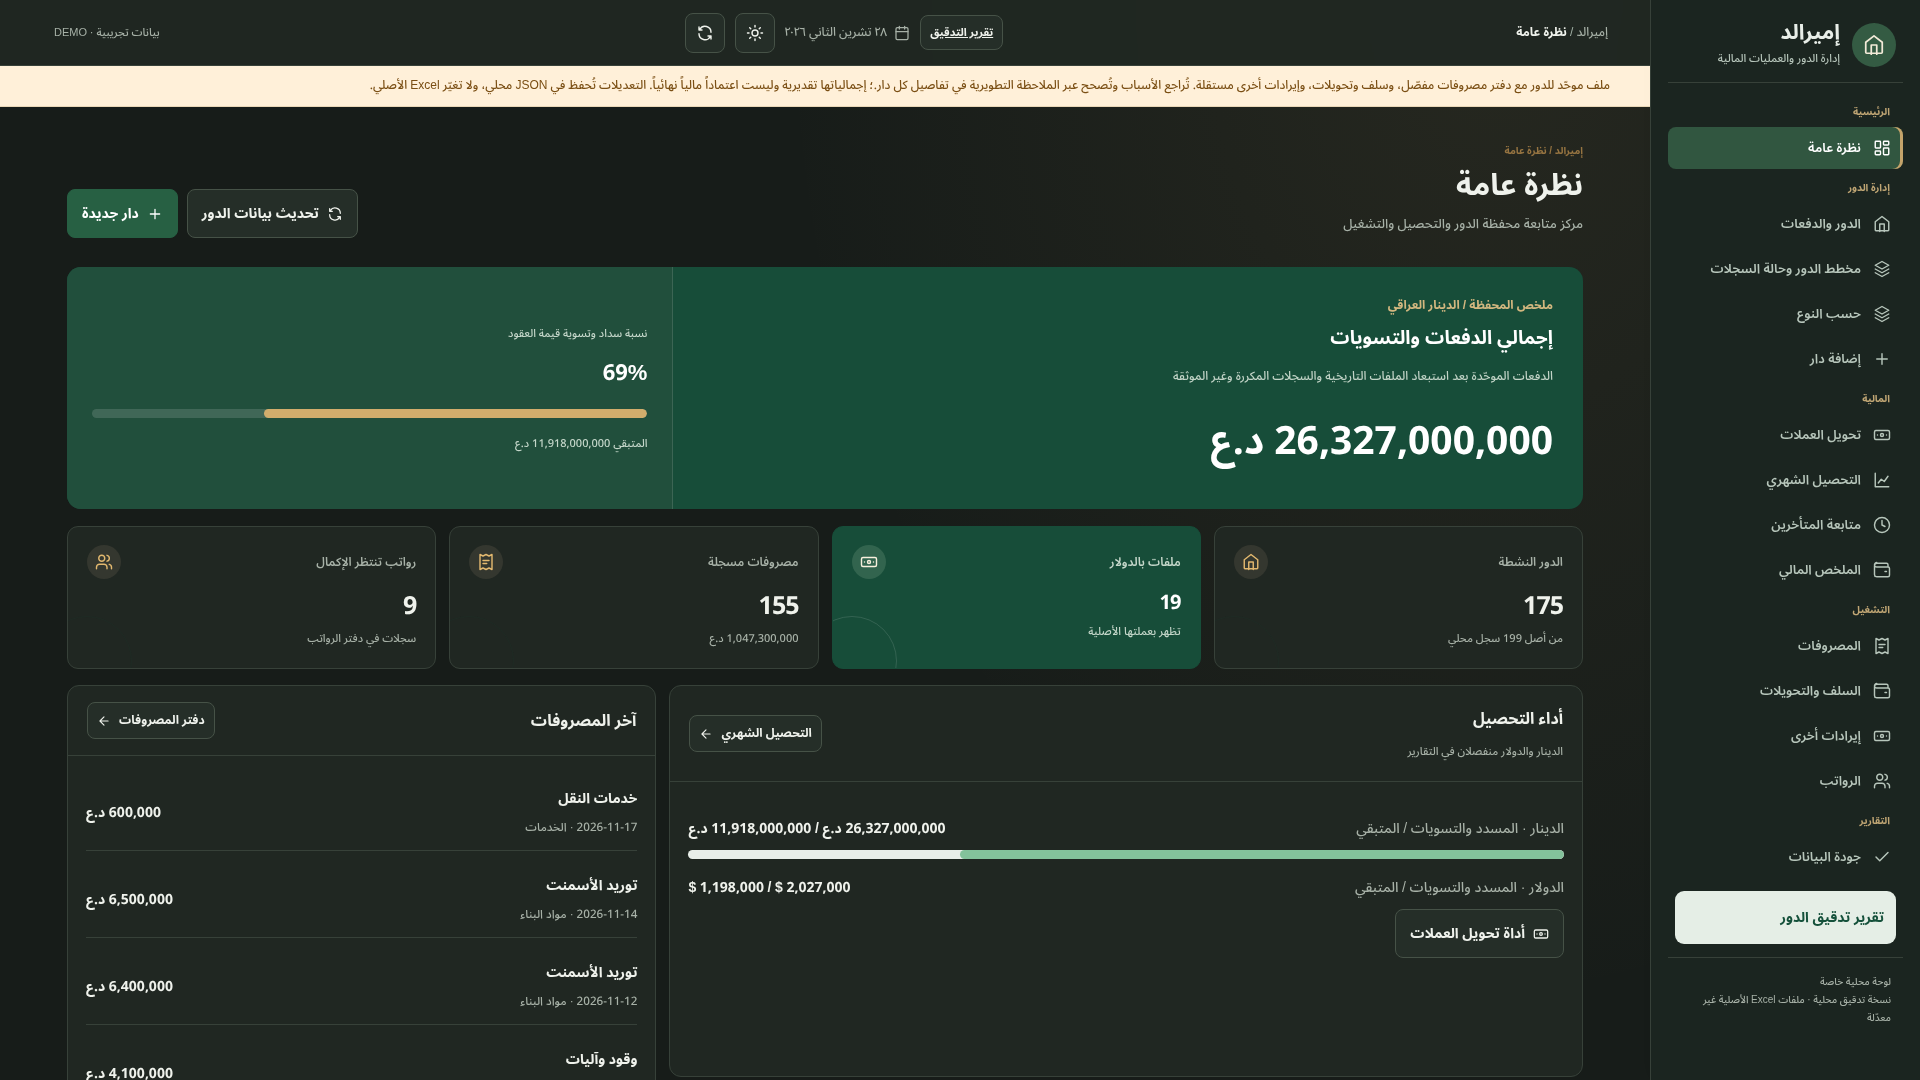 إميرالد
إدارة الدور والعمليات المالية
الرئيسية
نظرة عامة
إدارة الدور
الدور والدفعات
مخطط الدور وحالة السجلات
حسب النوع
إضافة دار
المالية
تحويل العملات
التحصيل الشهري
متابعة المتأخرين
الملخص المالي
التشغيل
المصروفات
السلف والتحويلات
إيرادات أخرى
الرواتب
التقارير
جودة البيانات
تقرير تدقيق الدور
لوحة محلية خاصة
نسخة تدقيق محلية · ملفات Excel الأصلية غير
معدّلة
إميرالد / نظرة عامة
تقرير التدقيق
٢٨ تشرين الثاني ٢٠٢٦
بيانات تجريبية · DEMO
ملف موحّد للدور مع دفتر مصروفات مفصّل، وسلف وتحويلات، وإيرادات أخرى مستقلة. تُراجع الأسباب وتُصحح عبر الملاحظة التطويرية في تفاصيل كل دار.؛ إجمالياتها تقديرية وليست اعتماداً مالياً نهائياً. التعديلات تُحفظ في JSON محلي، ولا تغيّر Excel الأصلي.
إميرالد / نظرة عامة
نظرة عامة
مركز متابعة محفظة الدور والتحصيل والتشغيل
تحديث بيانات الدور
دار جديدة
ملخص المحفظة / الدينار العراقي
إجمالي الدفعات والتسويات
الدفعات الموحّدة بعد استبعاد الملفات التاريخية والسجلات المكررة وغير الموثقة
26,327,000,000 د.ع
نسبة سداد وتسوية قيمة العقود
69%
المتبقي 11,918,000,000 د.ع
الدور النشطة
175
من أصل 199 سجل محلي
ملفات بالدولار
19
تظهر بعملتها الأصلية
مصروفات مسجلة
155
1,047,300,000 د.ع
رواتب تنتظر الإكمال
9
سجلات في دفتر الرواتب
أداء التحصيل
الدينار والدولار منفصلان في التقارير
التحصيل الشهري
الدينار · المسدد والتسويات / المتبقي
26,327,000,000 د.ع / 11,918,000,000 د.ع
الدولار · المسدد والتسويات / المتبقي
$ 1,198,000 / $ 2,027,000
أداة تحويل العملات
آخر المصروفات
دفتر المصروفات
خدمات النقل
2026-11-17 · الخدمات
600,000 د.ع
توريد الأسمنت
2026-11-14 · مواد البناء
6,500,000 د.ع
توريد الأسمنت
2026-11-12 · مواد البناء
6,400,000 د.ع
وقود وآليات
4,100,000 د.ع